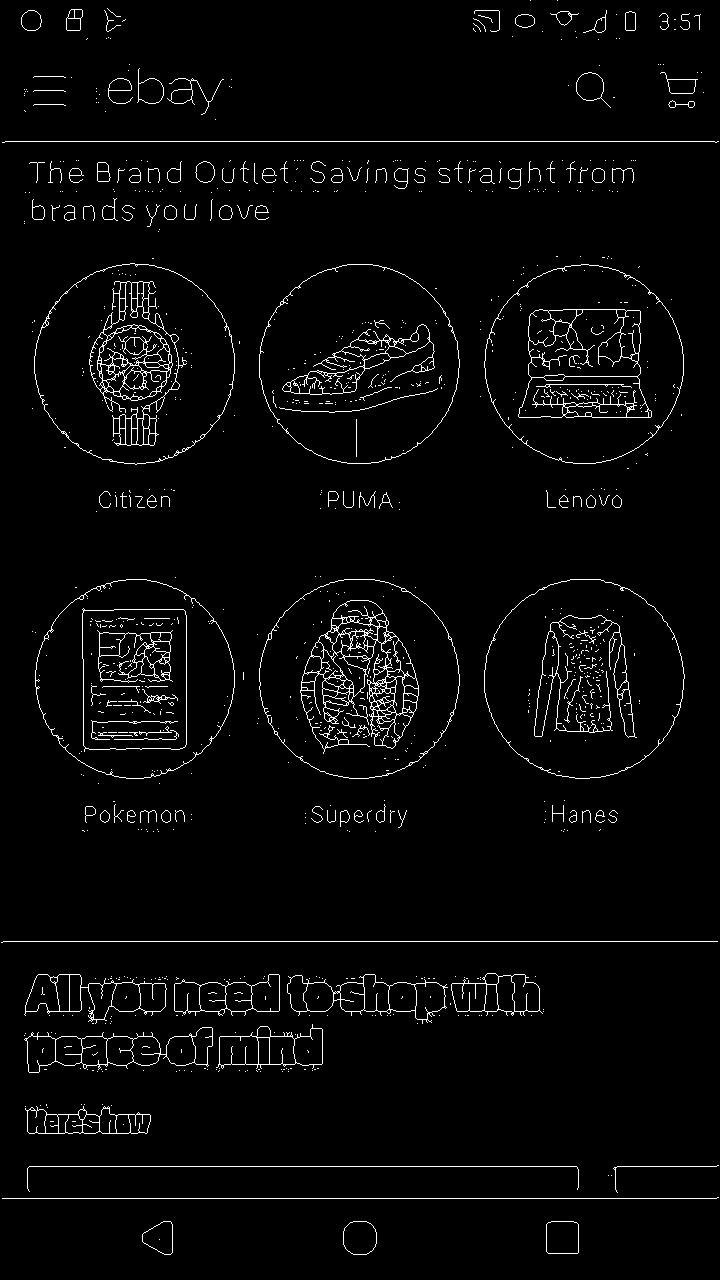 3:51
ebay
The Brand Outlet: Savings straight from
brands you love
Citizen
PUMA
Lenovo
Pokemon
Superdry
Hanes
All you need to shop with
peace of mind
Here's how